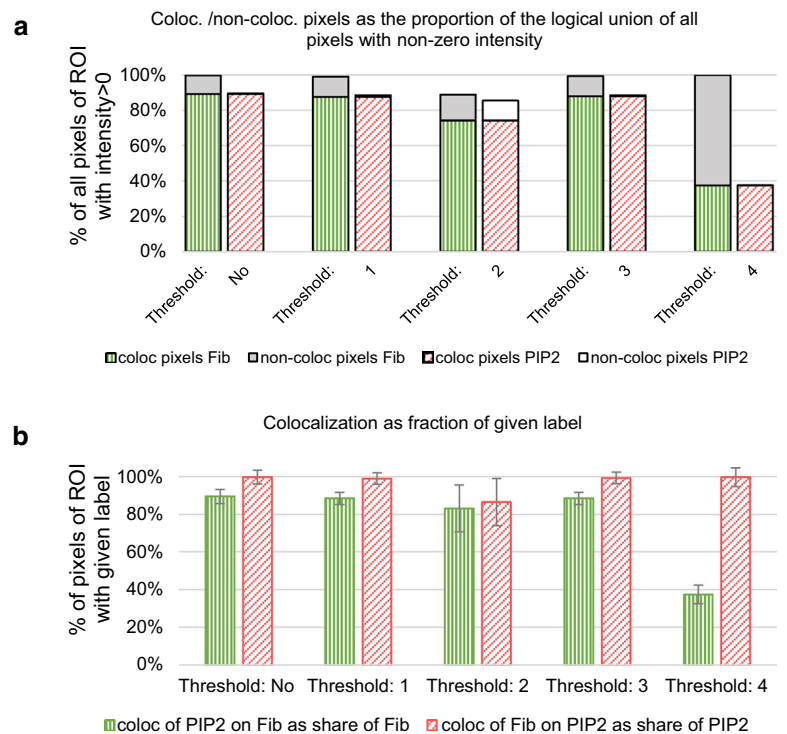 a
Coloc. /non-coloc. pixels as the proportion of the logical union of all
pixels with non-zero intensity
% of all pixels of ROI
with intensity>0
100%
80%
60%
40%
20%
0%
Threshold: No
Threshold: 1
Threshold: 2
Threshold: 3
Threshold: 4
coloc pixels Fib non-coloc pixels Fib coloc pixels PIP2 non-coloc pixels PIP2
b
Colocalization as fraction of given label
% of pixels of ROI
with given label
100%
80%
60%
40%
20%
0%
Threshold: No Threshold: 1 Threshold: 2 Threshold: 3 Threshold: 4
coloc of PIP2 on Fib as share of Fib coloc of Fib on PIP2 as share of PIP2